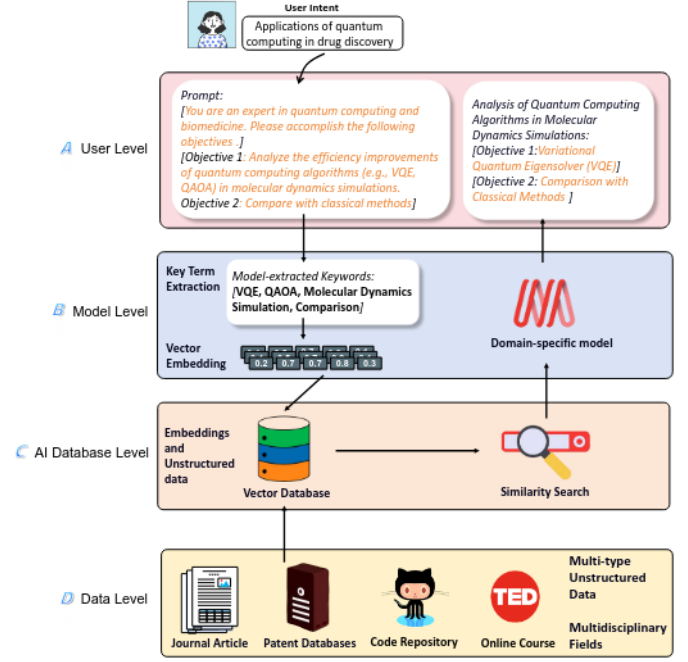 User Intent
Applications of quantum
computing in drug discovery
A User Level
Prompt:
[You are an expert in quantum computing and
biomedicine. Please accomplish the following
objectives .]
[Objective 1: Analyze the efficiency improvements
of quantum computing algorithms (e.g., VQE,
QAOA) in molecular dynamics simulations.
Objective 2: Compare with classical methods]
Analysis of Quantum Computing
Algorithms in Molecular
Dynamics Simulations:
[Objective 1:Variational
Quantum Eigensolver (VQE)]
[Objective 2: Comparison with
Classical Methods ]
B Model Level
Key Term
Extraction
Model-extracted Keywords:
[VQE, QAOA, Molecular Dynamics
Simulation, Comparison]
Vector
Embedding
0.2 0.7 0.7 0.8 0.3
Domain-specific model
C AI Database Level
Embeddings
and
Unstructured
data
Vector Database
Similarity Search
D Data Level
Journal Article
Patent Databases
Code Repository
TED
Online Course
Multi-type
Unstructured
Data
Multidisciplinary
Fields